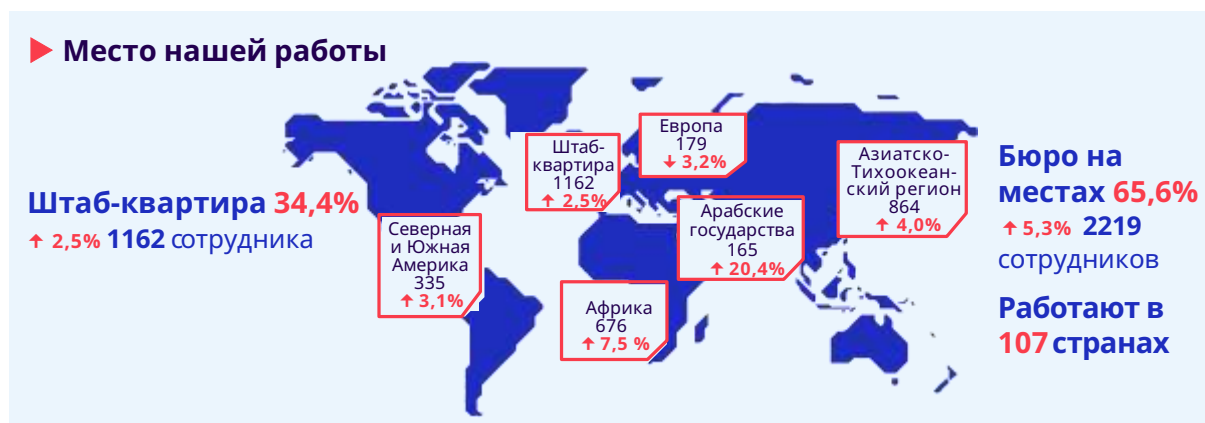 Место нашей работы
Штаб-квартира 34,4%
↑ 2,5% 1162 сотрудника
Северная
и Южная
Америка
335
↑ 3,1%
Штаб-
квартира
1162
↑ 2,5%
Европа
179
↓ 3,2%
Африка
676
↑ 7,5 %
Арабские
государства
165
↑ 20,4%
Азиатско-
Тихоокеан-
ский регион
864
↑ 4,0%
Бюро на
местах 65,6%
↑ 5,3% 2219
сотрудников
Работают в
107 странах